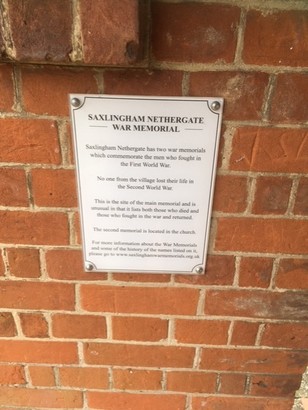 SAXLINGHAM NETHERGATE
WAR MEMORIAL
Saxlingham Nethergate has two war memorials
which commemorate the men who fought in
the First World War.
No one from the village lost their life in
the Second World War.
This is the site of the main memorial and is
unusual in that it lists both those who died and
those who fought in the war and returned.
The second memorial is located in the church.
For more information about the War Memorials
and some of the history of the names listed on it,
please go to www.saxlinghamwarmemorials.org.uk